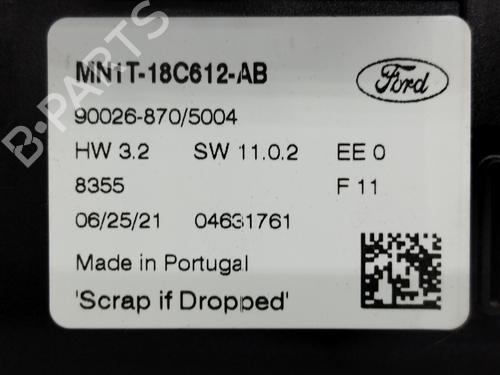 B-PARTS
MN1T-18C612-AB
Ford
90026-870/5004
HW 3.2 SW 11.0.2 EE 0
8355 F 11
06/25/21 04631761
Made in Portugal
'Scrap if Dropped'